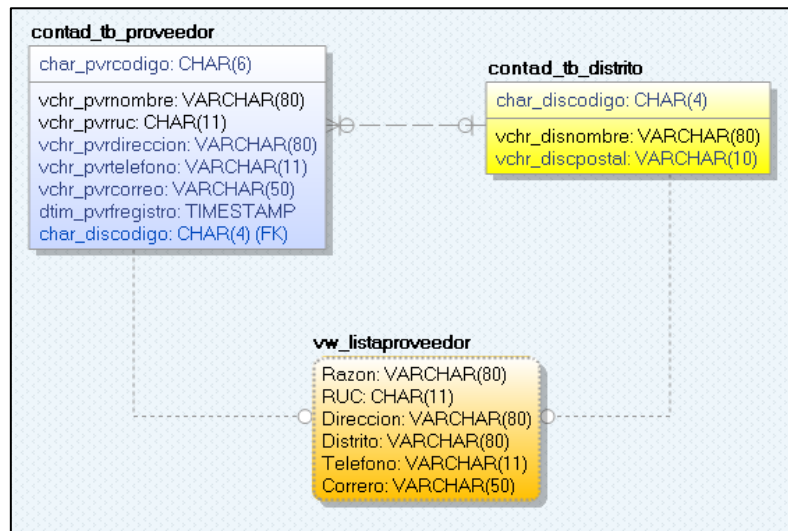 contad_tb_proveedor
char_pvrcodigo: CHAR(6)
vchr_pvrnombre: VARCHAR(80)
vchr_pvrruc: CHAR(11)
vchr_pvrdireccion: VARCHAR(80)
vchr_pvrtelefono: VARCHAR(11)
vchr_pvrcorreo: VARCHAR(50)
dtim_pvrfregistro: TIMESTAMP
char_discodigo: CHAR(4) (FK)
contad_tb_distrito
char_discodigo: CHAR(4)
vchr_disnombre: VARCHAR(80)
vchr_discpostal: VARCHAR(10)
vw_listaproveedor
Razon: VARCHAR(80)
RUC: CHAR(11)
Direccion: VARCHAR(80)
Distrito: VARCHAR(80)
Telefono: VARCHAR(11)
Correro: VARCHAR(50)